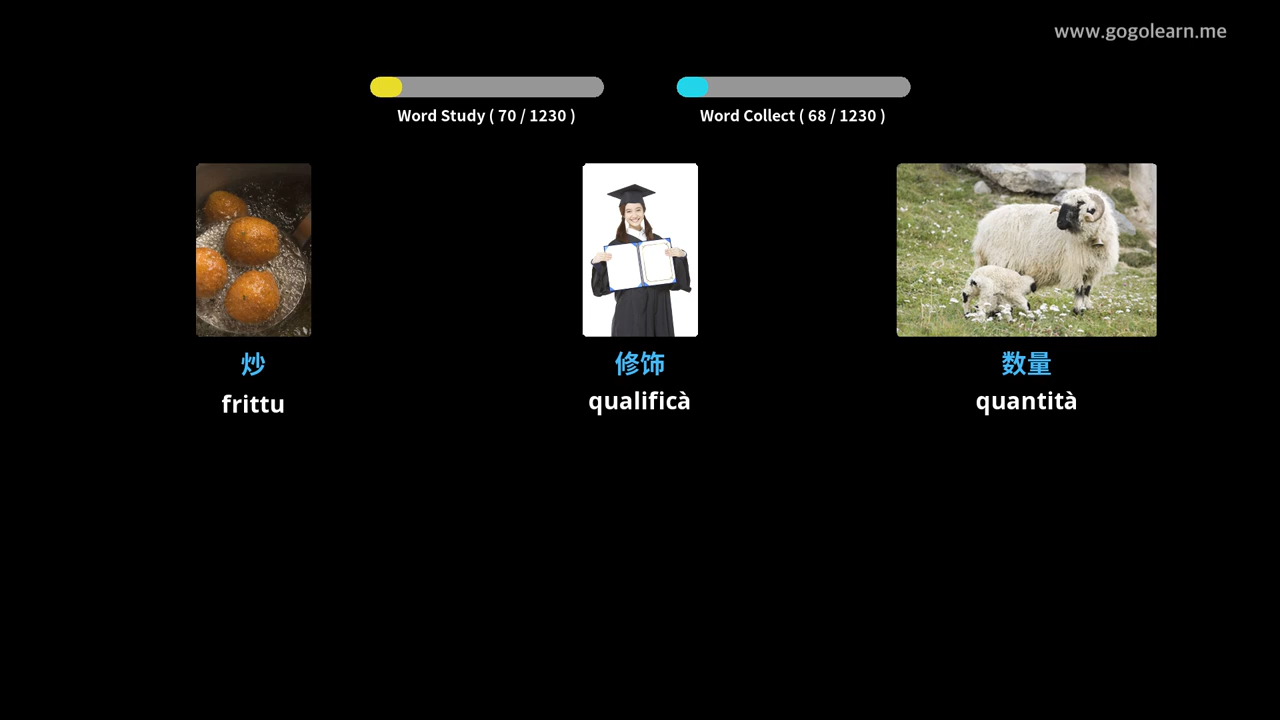 www.gogolearn.me
Word Study ( 70 / 1230 )
Word Collect ( 68 / 1230 )
炒
frittu
修饰
qualificà
数量
quantità